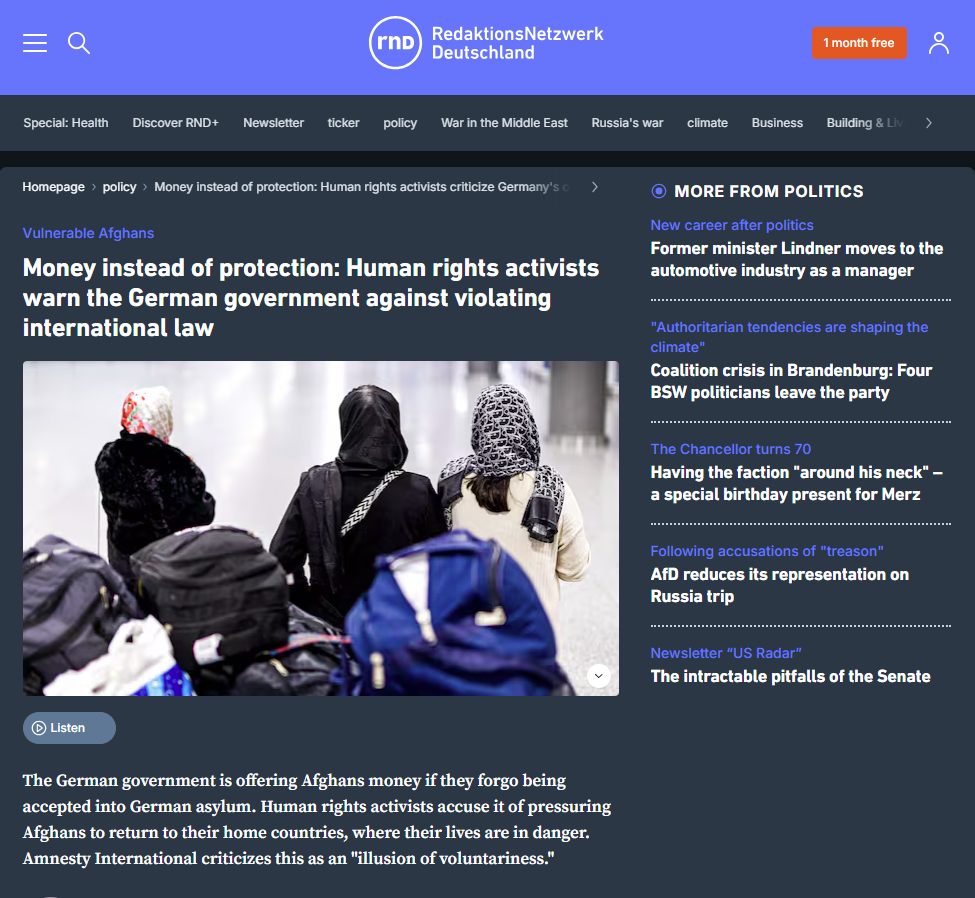 rnd
RedaktionsNetzwerk
Deutschland
1 month free
Special: Health
Discover RND+
Newsletter
ticker
policy
War in the Middle East
Russia's war
climate
Business
Building &
Homepage › policy › Money instead of protection: Human rights activists criticize Germany's
Vulnerable Afghans
Money instead of protection: Human rights activists
warn the German government against violating
international law
Listen
The German government is offering Afghans money if they forgo being
accepted into German asylum. Human rights activists accuse it of pressuring
Afghans to return to their home countries, where their lives are in danger.
Amnesty International criticizes this as an "illusion of voluntariness."
MORE FROM POLITICS
New career after politics
Former minister Lindner moves to the
automotive industry as a manager
"Authoritarian tendencies are shaping the
climate"
Coalition crisis in Brandenburg: Four
BSW politicians leave the party
The Chancellor turns 70
Having the faction "around his neck" –
a special birthday present for Merz
Following accusations of "treason"
AfD reduces its representation on
Russia trip
Newsletter “US Radar”
The intractable pitfalls of the Senate